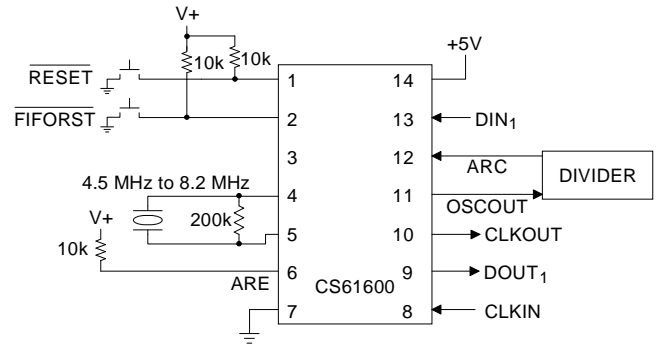 V+
+5V
10k
10k
RESET
1
14
FIFORST
2
13
DIN1
3
12
ARC
DIVIDER
4.5 MHz to 8.2 MHz
4
11
OSCOUT
V+
200k
5
10
CLKOUT
10k
ARE
6
9
DOUT1
CS61600
7
8
CLKIN